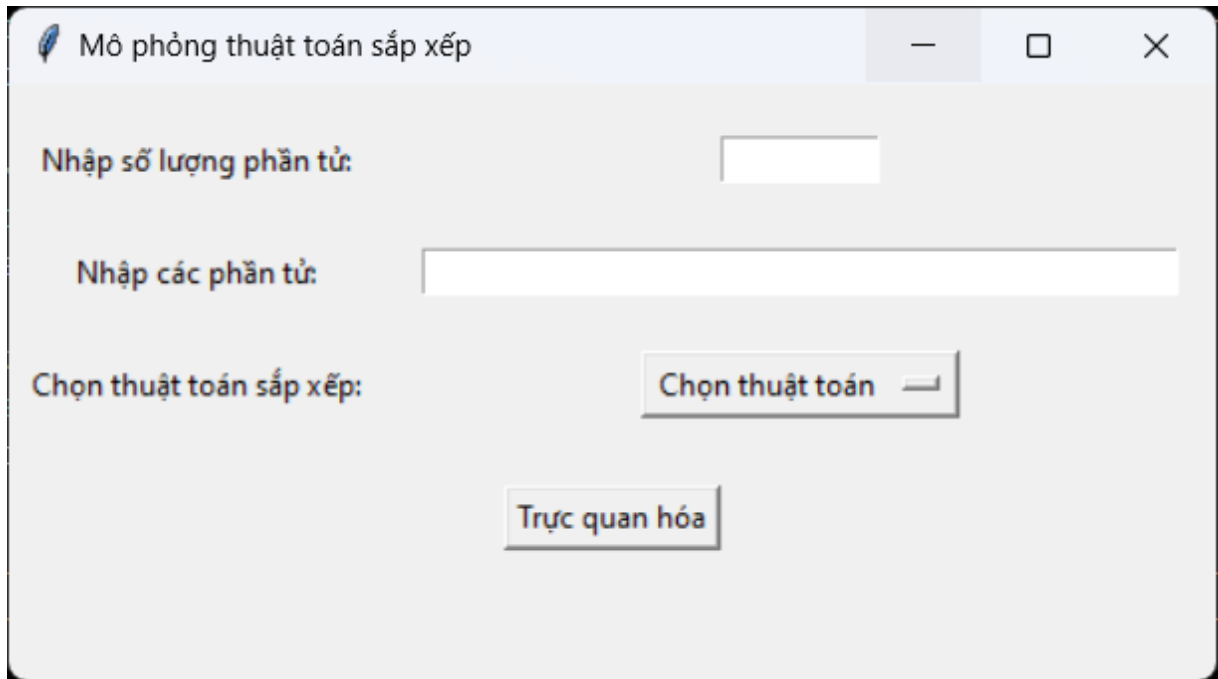 Mô phỏng thuật toán sắp xếp
Nhập số lượng phần tử:
Nhập các phần tử:
Chọn thuật toán sắp xếp:
Chọn thuật toán
Trực quan hóa